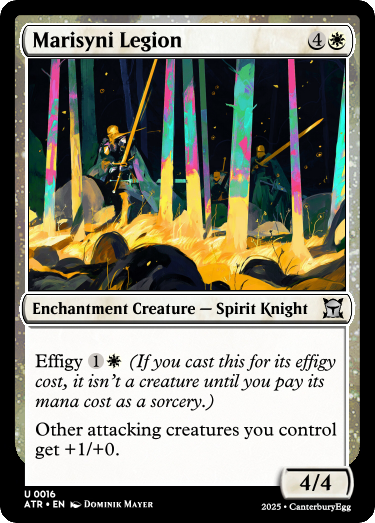 Marisyni Legion 4
Enchantment Creature — Spirit Knight
Effigy 1 (If you cast this for its effigy
cost, it isn't a creature until you pay its
mana cost as a sorcery.)
Other attacking creatures you control
get +1/+0.
4/4
U 0016
ATR • EN Dominik Mayer
2025 • CanterburyEgg